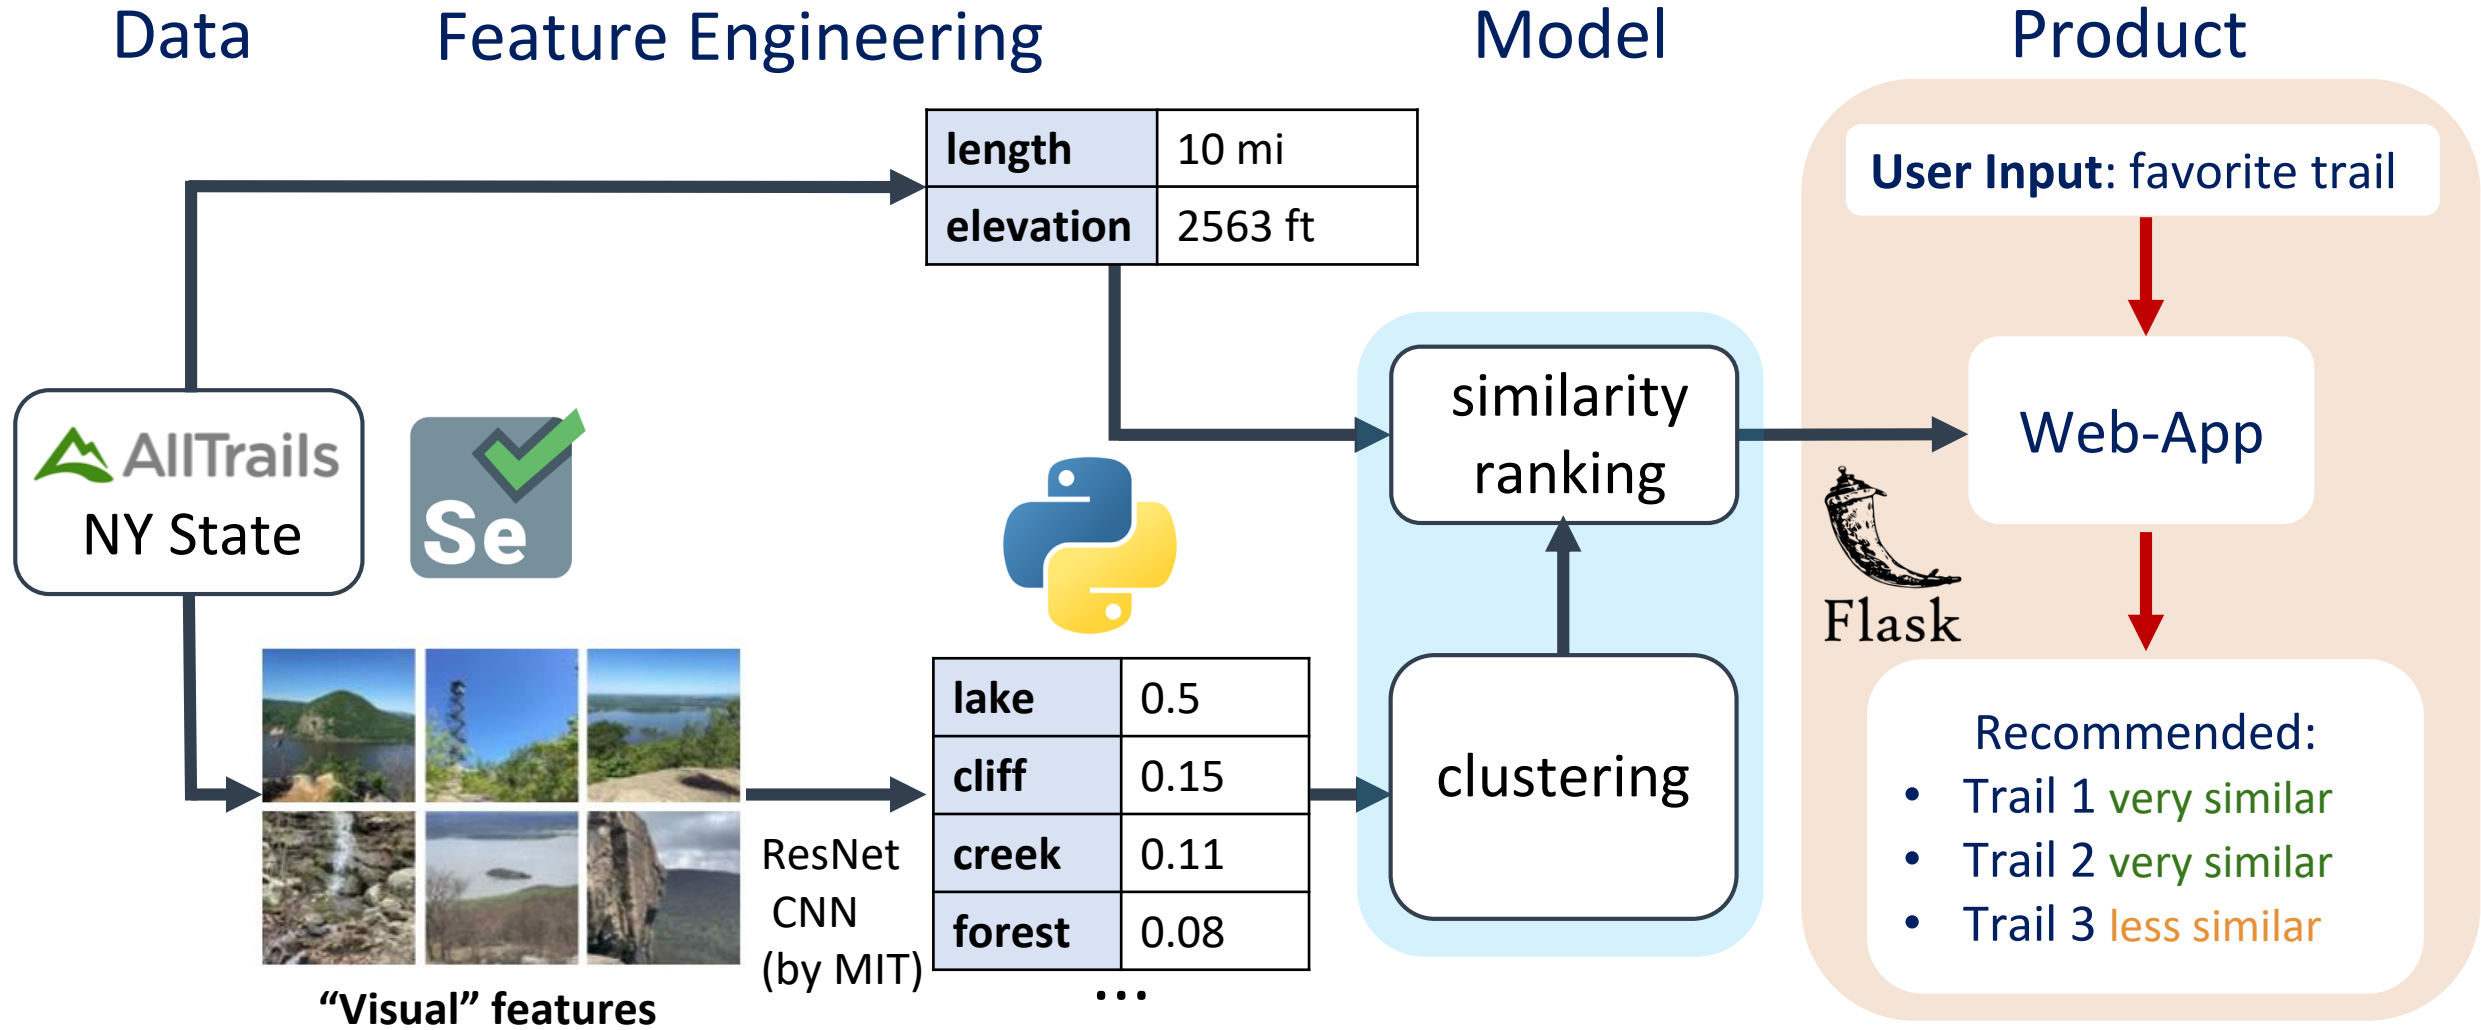 Data
Feature Engineering
Model
Product
length 10 mi
elevation 2563 ft
User Input: favorite trail
AllTrails
NY State
Se
similarity
ranking
Web-App
Flask
lake 0.5
cliff 0.15
creek 0.11
forest 0.08
...
clustering
ResNet
CNN
(by MIT)
“Visual” features
Recommended:
• Trail 1 very similar
• Trail 2 very similar
• Trail 3 less similar